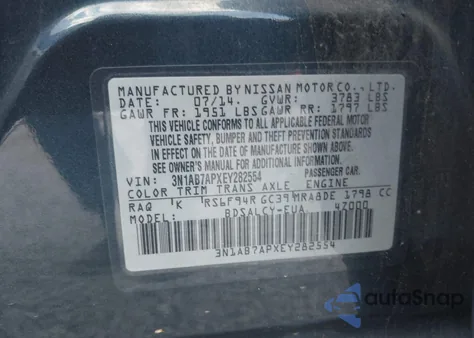 MANUFACTURED BY NISSAN MOTOR CO., LTD.
DATE: 07/14. GVWR: 3783 LBS
GAWR FR: 1951 LBS GAWR RR: 1797 LBS
THIS VEHICLE CONFORMS TO ALL APPLICABLE FEDERAL MOTOR
VEHICLE SAFETY, BUMPER AND THEFT PREVENTION STANDARDS
IN EFFECT ON THE DATE OF MANUFACTURE SHOWN ABOVE. SEE
OWNER'S MANUAL FOR ADDITIONAL INFORMATION.
VIN: 3N1AB7APXEY282554 PASSENGER CAR.
COLOR TRIM TRANS AXLE ENGINE
RAQ K RS6F94R GC39 MRA8DE 1798 CC
MODEL: BDSALCY-EUA 47000
3N1AB7APXEY282554
autoSnap